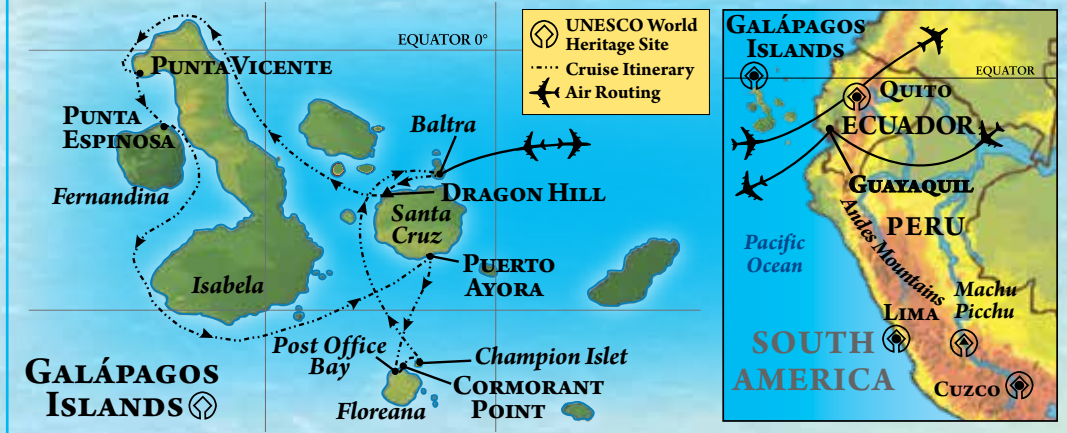 EQUATOR 0°
UNESCO World
Heritage Site
Cruise Itinerary
Air Routing
PUNTA VICENTE
PUNTA
ESPINOSA
Fernandina
Baltra
DRAGON HILL
Santa
Cruz
Isabela
PUERTO
AYORA
Post Office
Bay
Champion Islet
CORMORANT
POINT
Floreana
GALÁPAGOS
ISLANDS
GALÁPAGOS
ISLANDS
EQUATOR
QUITO
ECUADOR
GUAYAQUIL
PERU
Andes Mountains
Pacific
Ocean
Machu
Picchu
LIMA
SOUTH
AMERICA
CUZCO